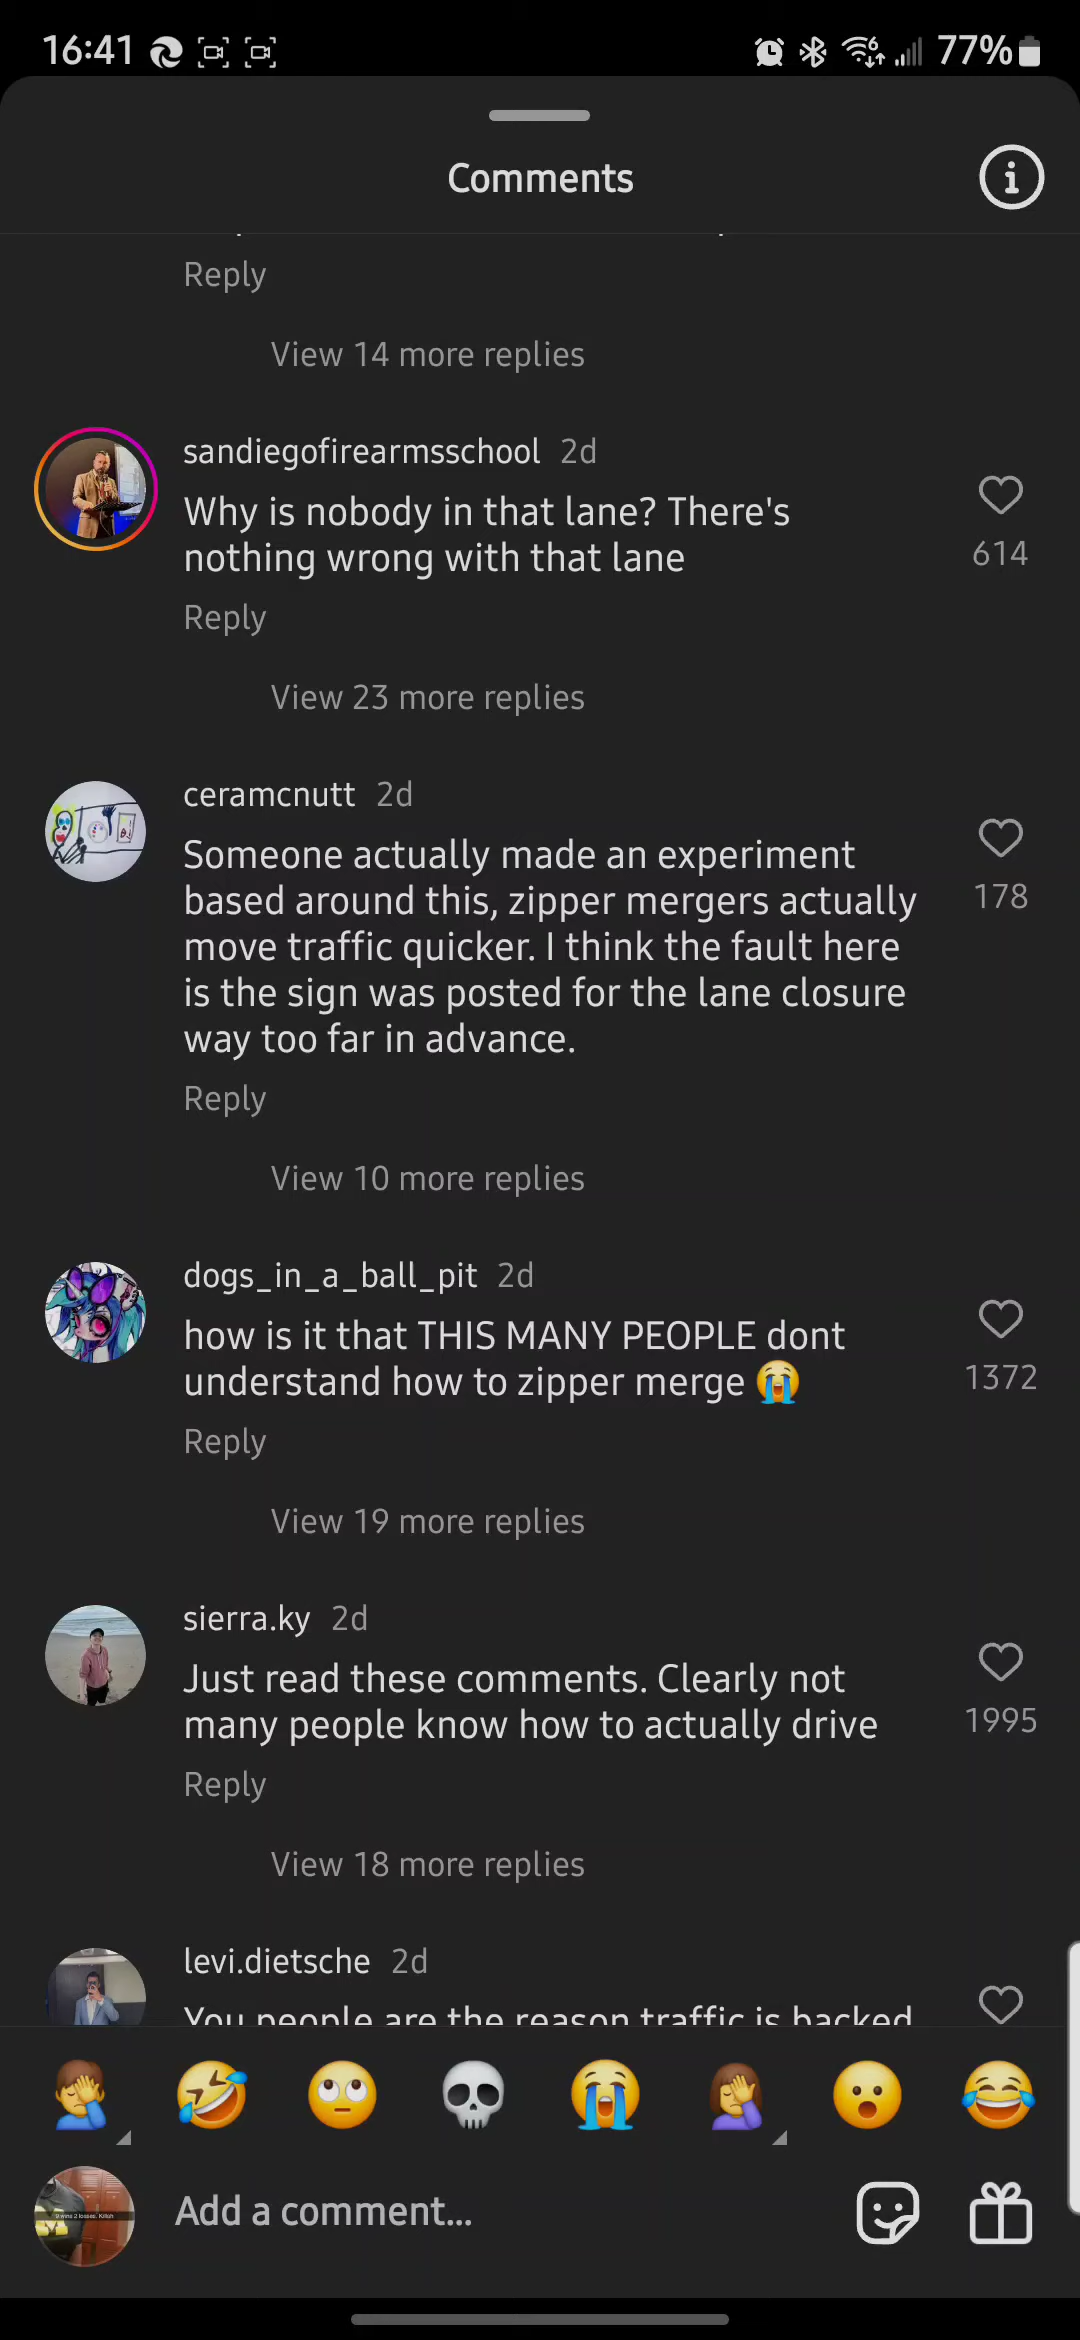 16:41
6
77%
Comments
Reply
View 14 more replies
sandiegofirearmsschool 2d
Why is nobody in that lane? There's
nothing wrong with that lane
614
Reply
View 23 more replies
ceramcnutt 2d
Someone actually made an experiment
based around this, zipper mergers actually
move traffic quicker. I think the fault here
is the sign was posted for the lane closure
way too far in advance.
178
Reply
View 10 more replies
dogs_in_a_ball_pit 2d
how is it that THIS MANY PEOPLE dont
understand how to zipper merge 😭
1372
Reply
View 19 more replies
sierra.ky 2d
Just read these comments. Clearly not
many people know how to actually drive
1995
Reply
View 18 more replies
levi.dietsche 2d
You people are the reason traffic is backed
Add a comment...